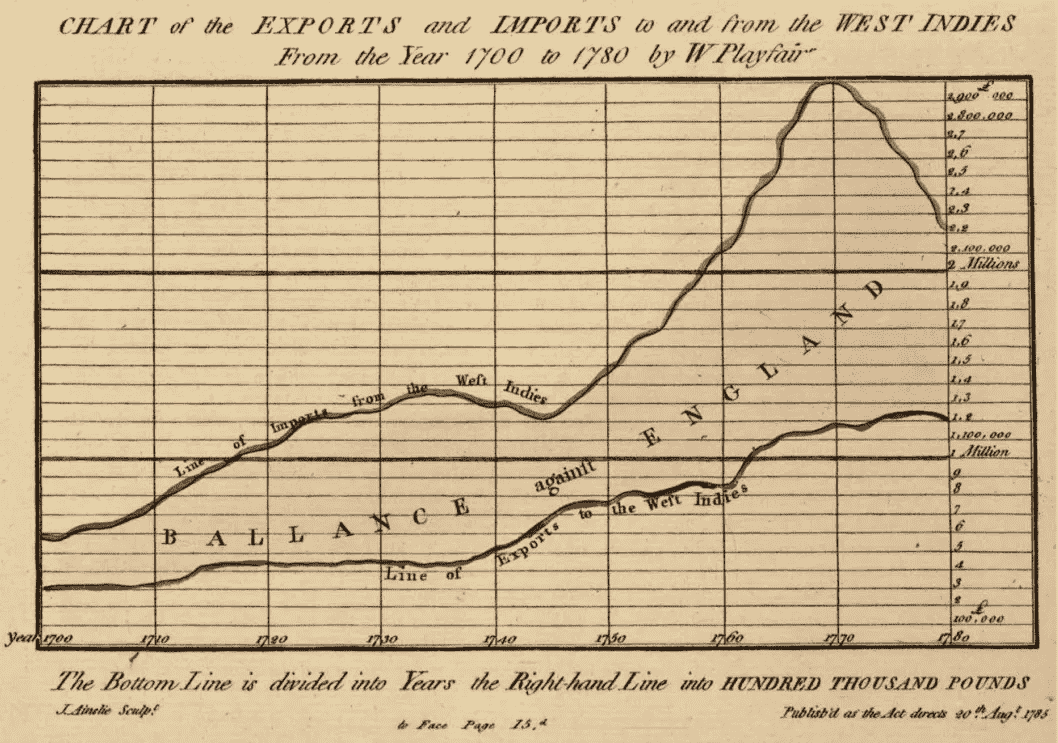 CHART of the EXPORTS and IMPORTS to and from the WEST INDIES
From the Year 1700 to 1780 by W Playfair
2,900 £ 000
2,800,000
2,7
2,6
2,5
2,4
2,3
2,2
2,100,000
2 Millions
1,9
1,8
1,7
1,6
1,5
1,4
1,3
1,2
1,100,000
1 Million
9
8
7
6
5
4
3
2
100,000 £
Line of Imports from the Weſt Indies
BALLANCE againſt ENGLAND
Line of Exports to the Weſt Indies
year 1700 1710 1720 1730 1740 1750 1760 1770 1780
The Bottom Line is divided into Years the Right-hand Line into HUNDRED THOUSAND POUNDS
J. Ainslie Sculpt.
to Face Page 15.d
Publish'd as the Act directs 20th. Augt. 1785